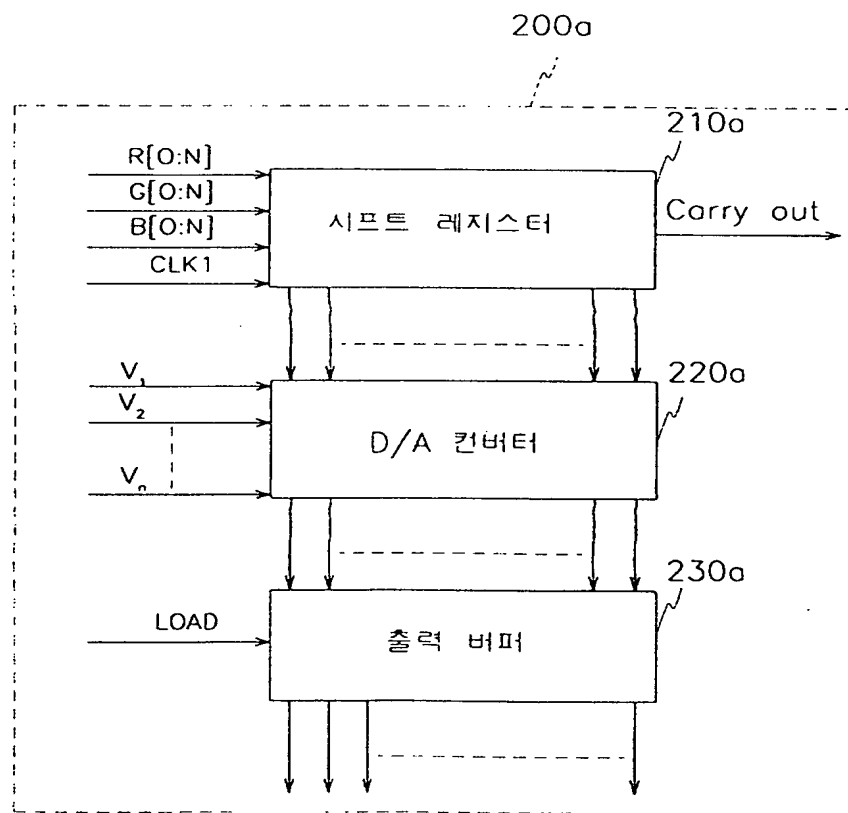 200a
210a
R[0:N]
G[0:N]
B[0:N]
CLK1
시프트 레지스터
Carry out
220a
V1
V2
Vn
D/A 컨버터
230a
LOAD
출력 버퍼